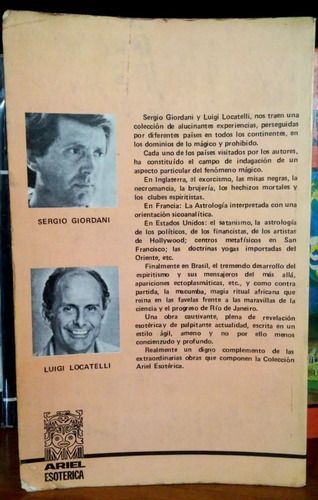 Sergio Giordani y Luigi Locatelli, nos traem una
colección de alucinantes experiencias, perseguidas
por diferentes países en todos los continentes, en
los dominios de lo mágico y prohibido.
Cada uno de los países visitados por los autores,
ha constituído el campo de indagación de un
aspecto particular del fenómeno mágico.
En Inglaterra, el exorcismo, las mitas negras, la
necromancia, la brujería, los hechizos mortales y
los clubes espiritistas.
En Francia: La Astrología interpretada con una
orientación sicoanalítica.
En Estados Unidos: el satanismo, la astrología
de los políticos, de los financistas, de los artistas
de Hollywood; centros metafísicos en San
Francisco; las doctrinas yogas importadas del
Oriente, etc.
Finalmente en Brasil, el tremendo desarrollo del
espiritismo y sus mensajeros del más allá,
apariciones ectoplasmáticas, etc., y como contra
partida, la macumba, magia ritual africana que
reina en las favelas frente a las maravillas de la
ciencia y el progreso de Río de Janeiro.
Una obra cautivante, plena de revelación
esotérica y de palpitante actualidad, escrita en un
estilo ágil, ameno y no por ello menos
concienzudo y profundo.
Realmente un digno complemento de las
extraordinarias obras que componen la Colección
Ariel Esotérica.
SERGIO GIORDANI
LUIGI LOCATELLI
ARIEL
ESOTERICA